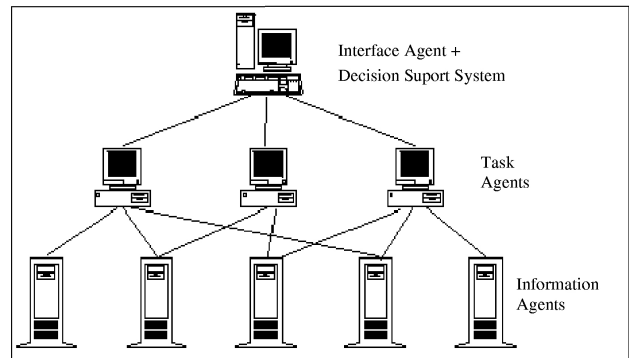 Interface Agent +
Decision Suport System
Task
Agents
Information
Agents